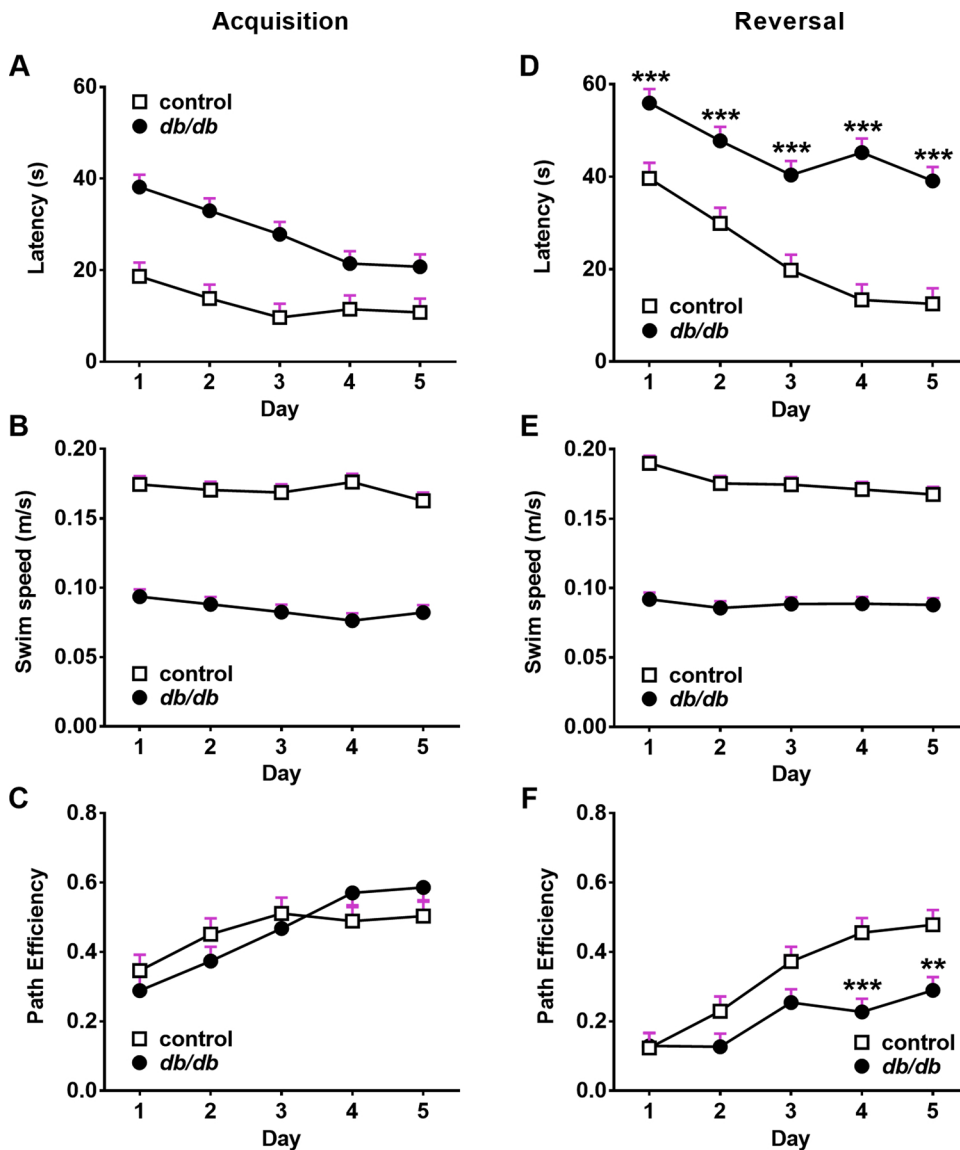 Acquisition
Reversal
A
60
40
20
0
Latency (s)
control
db/db
1 2 3 4 5
Day
D
60
40
20
0
Latency (s)
*** *** *** *** ***
control
db/db
1 2 3 4 5
Day
B
0.20
0.15
0.10
0.05
0.00
Swim speed (m/s)
control
db/db
1 2 3 4 5
Day
E
0.20
0.15
0.10
0.05
0.00
Swim speed (m/s)
control
db/db
1 2 3 4 5
Day
C
0.8
0.6
0.4
0.2
0.0
Path Efficiency
control
db/db
1 2 3 4 5
Day
F
0.8
0.6
0.4
0.2
0.0
Path Efficiency
*** **
control
db/db
1 2 3 4 5
Day